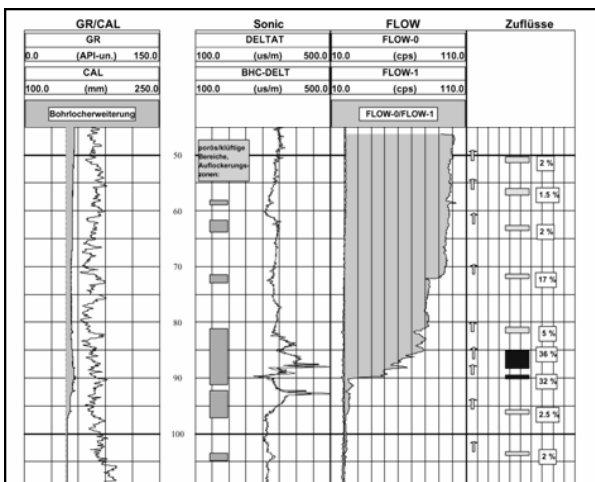 GR/CAL Sonic FLOW Zuflüsse
GR DELTAT FLOW-0
0.0 (API-un.) 150.0 100.0 (us/m) 500.0 10.0 (cps) 110.0
CAL BHC-DELT FLOW-1
100.0 (mm) 250.0 100.0 (us/m) 500.0 10.0 (cps) 110.0
Bohrlocherweiterung FLOW-0/FLOW-1
porös/klüftige
Bereiche,
Auflockerungs-
zonen:
50
2 %
1.5 %
60
2 %
70
17 %
80
5 %
36 %
90
32 %
2.5 %
100
2 %